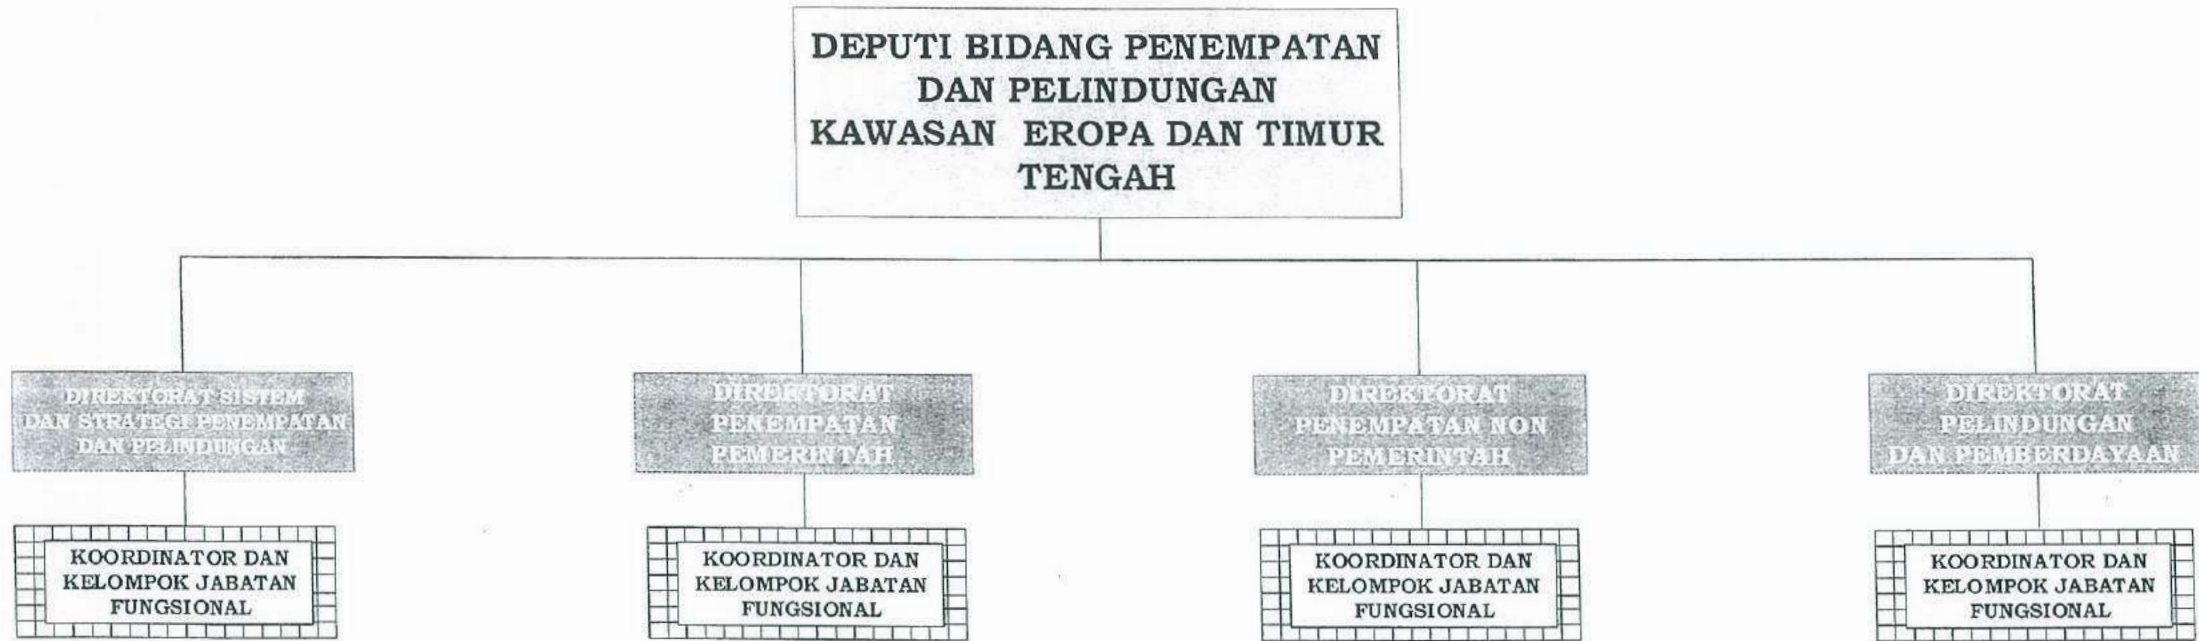 DEPUTI BIDANG PENEMPATAN
DAN PELINDUNGAN
KAWASAN EROPA DAN TIMUR
TENGAH
DIREKTORAT SISTEM
DAN STRATEGI PENEMPATAN
DAN PELINDUNGAN
DIREKTORAT
PENEMPATAN
PEMERINTAH
DIREKTORAT
PENEMPATAN NON
PEMERINTAH
DIREKTORAT
PELINDUNGAN
DAN PEMBERDAYAAN
KOORDINATOR DAN
KELOMPOK JABATAN
FUNGSIONAL
KOORDINATOR DAN
KELOMPOK JABATAN
FUNGSIONAL
KOORDINATOR DAN
KELOMPOK JABATAN
FUNGSIONAL
KOORDINATOR DAN
KELOMPOK JABATAN
FUNGSIONAL